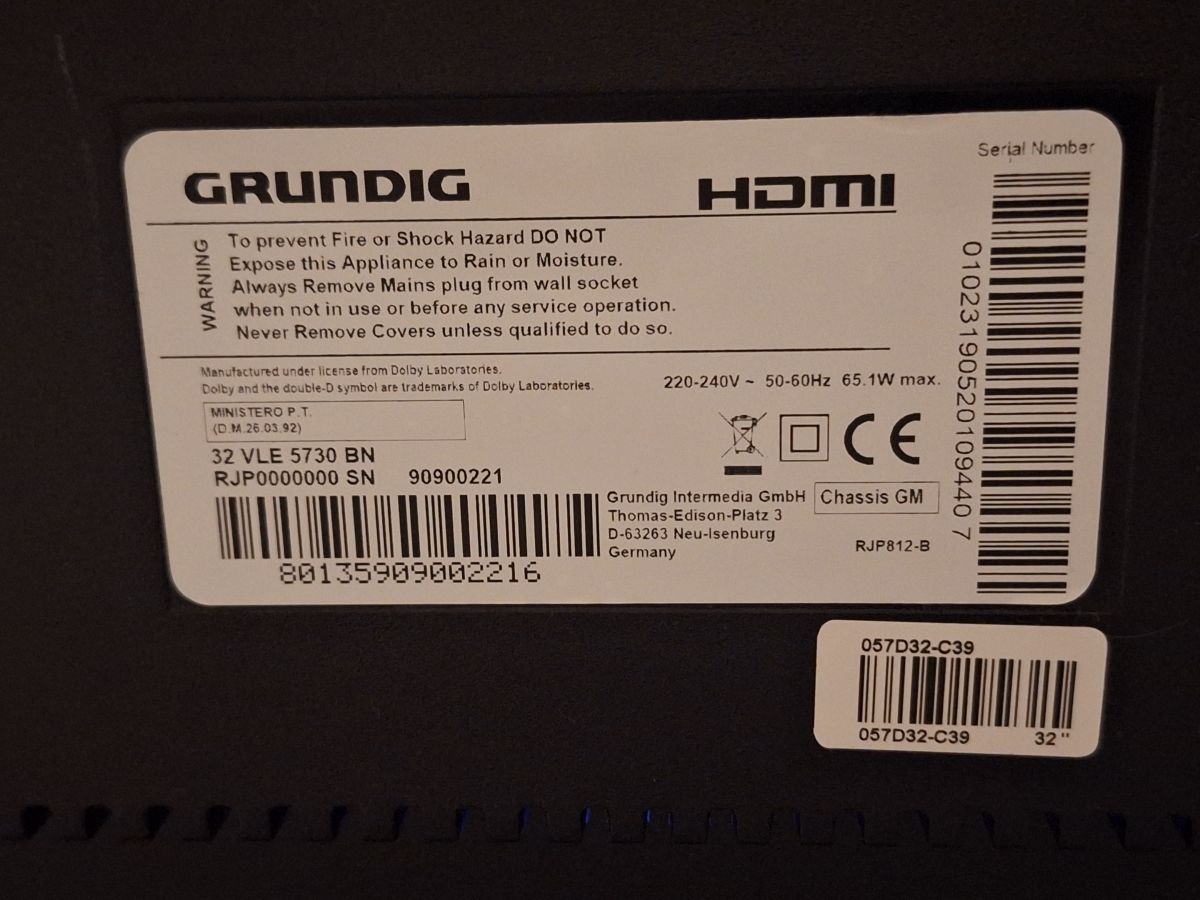 GRUNDIG
HDMI
Serial Number
WARNING
To prevent Fire or Shock Hazard DO NOT
Expose this Appliance to Rain or Moisture.
Always Remove Mains plug from wall socket
when not in use or before any service operation.
Never Remove Covers unless qualified to do so.
Manufactured under license from Dolby Laboratories.
Dolby and the double-D symbol are trademarks of Dolby Laboratories.
220-240V ~ 50-60Hz 65.1W max.
MINISTERO P.T.
(D.M.26.03.92)
32 VLE 5730 BN
RJP0000000 SN 90900221
80135909002216
CE
Grundig Intermedia GmbH
Thomas-Edison-Platz 3
D-63263 Neu-Isenburg
Germany
Chassis GM
RJP812-B
010231905201094407
057D32-C39
057D32-C39 32"